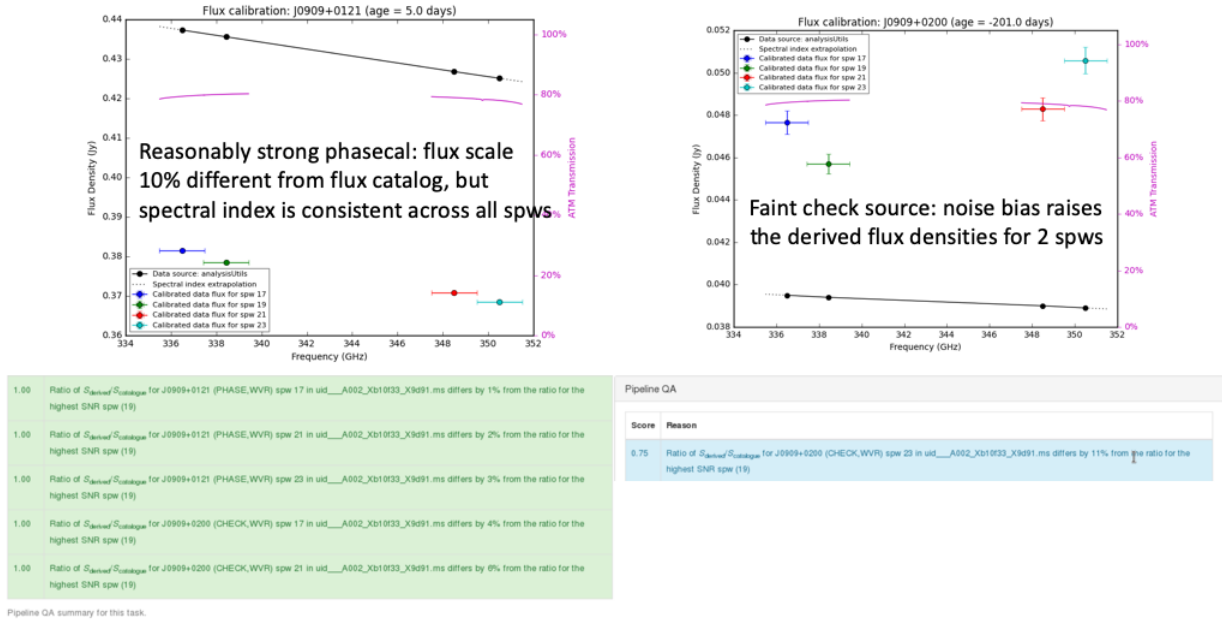 Flux calibration: J0909+0121 (age = 5.0 days)
0.44
0.43
0.42
0.41
0.40
0.39
0.38
0.37
0.36
Flux Density (Jy)
100%
80%
60%
40%
20%
0%
ATM Transmission
Reasonably strong phasecal: flux scale
10% different from flux catalog, but
spectral index is consistent across all spws
Data source: analysisUtils
Spectral index extrapolation
Calibrated data flux for spw 17
Calibrated data flux for spw 19
Calibrated data flux for spw 21
Calibrated data flux for spw 23
334 336 338 340 342 344 346 348 350 352
Frequency (GHz)
Flux calibration: J0909+0200 (age = -201.0 days)
Data source: analysisUtils
Spectral index extrapolation
Calibrated data flux for spw 17
Calibrated data flux for spw 19
Calibrated data flux for spw 21
Calibrated data flux for spw 23
0.052
0.050
0.048
0.046
0.044
0.042
0.040
0.038
Flux Density (Jy)
100%
80%
60%
40%
20%
0%
ATM Transmission
Faint check source: noise bias raises
the derived flux densities for 2 spws
334 336 338 340 342 344 346 348 350 352
Frequency (GHz)
1.00 Ratio of S_derived/S_catalogue for J0909+0121 (PHASE,WVR) spw 17 in uid___A002_Xb10f33_X9d91.ms differs by 1% from the ratio for the
highest SNR spw (19)
1.00 Ratio of S_derived/S_catalogue for J0909+0121 (PHASE,WVR) spw 21 in uid___A002_Xb10f33_X9d91.ms differs by 2% from the ratio for the
highest SNR spw (19)
1.00 Ratio of S_derived/S_catalogue for J0909+0121 (PHASE,WVR) spw 23 in uid___A002_Xb10f33_X9d91.ms differs by 3% from the ratio for the
highest SNR spw (19)
1.00 Ratio of S_derived/S_catalogue for J0909+0200 (CHECK,WVR) spw 17 in uid___A002_Xb10f33_X9d91.ms differs by 4% from the ratio for the
highest SNR spw (19)
1.00 Ratio of S_derived/S_catalogue for J0909+0200 (CHECK,WVR) spw 21 in uid___A002_Xb10f33_X9d91.ms differs by 6% from the ratio for the
highest SNR spw (19)
Pipeline QA summary for this task.
Pipeline QA
Score Reason
0.75 Ratio of S_derived/S_catalogue for J0909+0200 (CHECK,WVR) spw 23 in uid___A002_Xb10f33_X9d91.ms differs by 11% from the ratio for the
highest SNR spw (19)